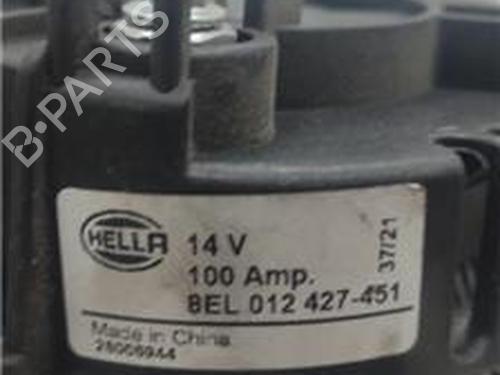 B-PARTS
HELLA
14 V
100 Amp.
8EL 012 427-451
37/21
Made in China
28006944